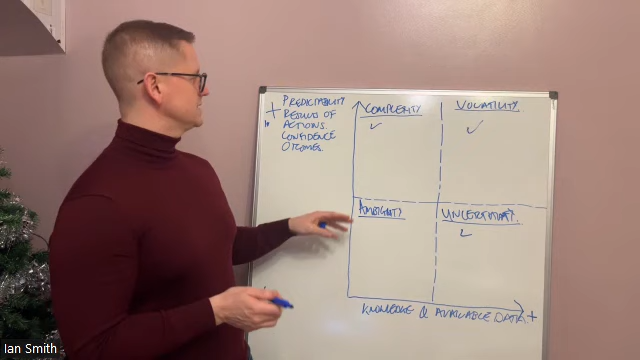 + PREDICTABILITY
RESULTS OF
ACTIONS.
CONFIDENCE
OTCOMES.
COMPLEXITY
VOLATILITY
AMBIGUITY
UNCERTAINTY
KNOWLEDGE & AVAILABLE DATA +
Ian Smith